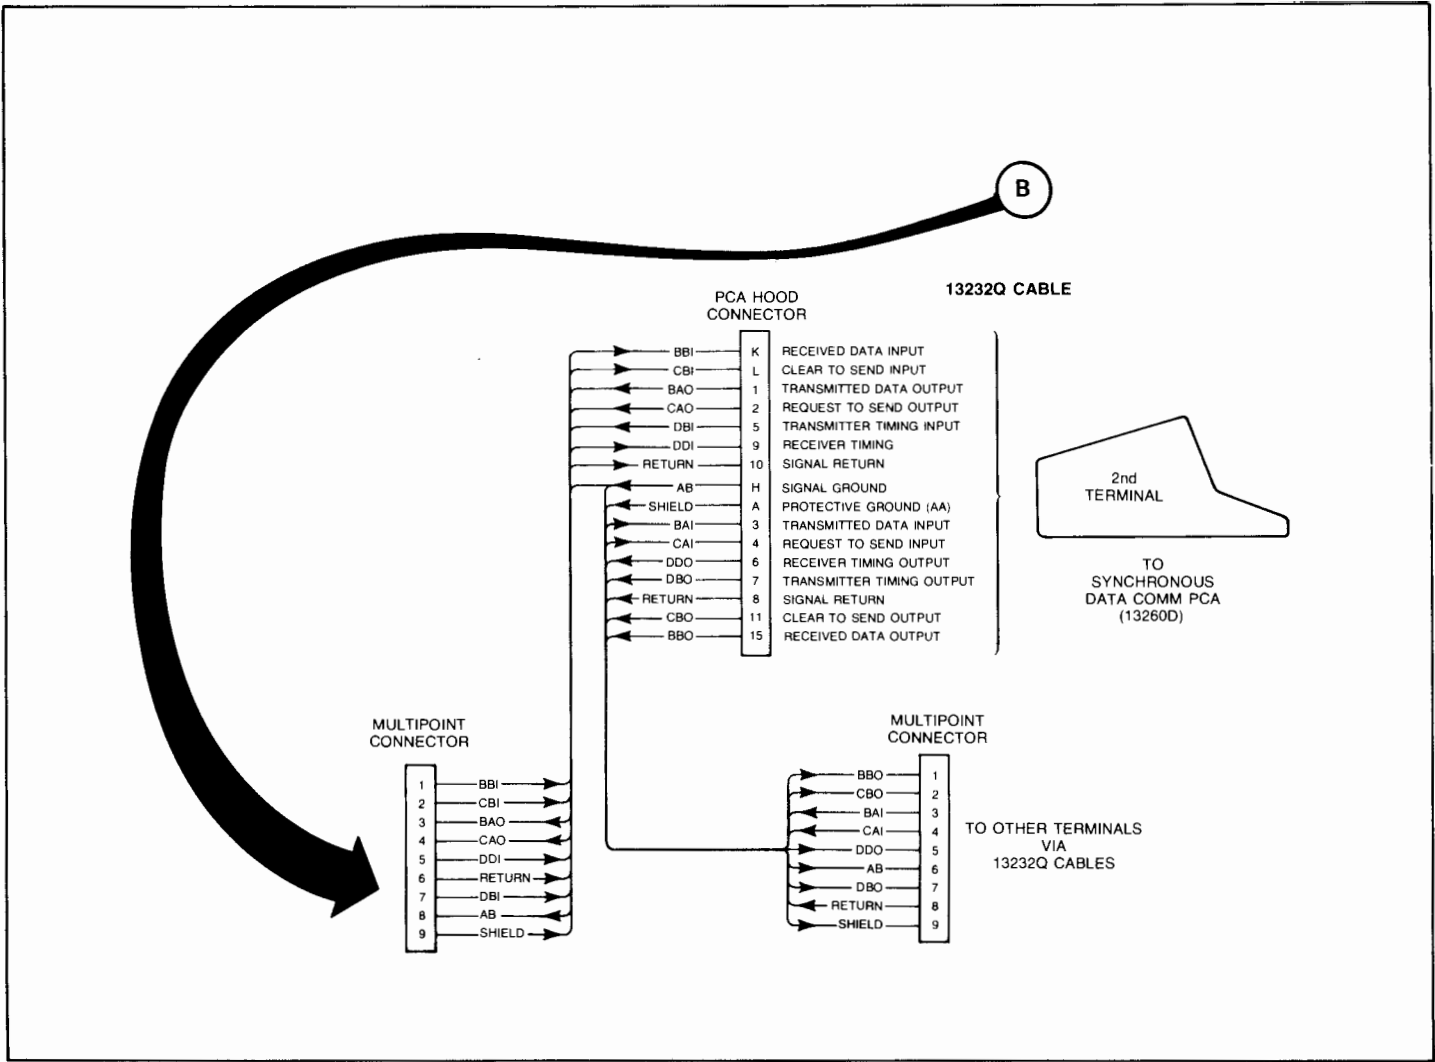 B
13232Q CABLE
PCA HOOD
CONNECTOR
BBI K RECEIVED DATA INPUT
CBI L CLEAR TO SEND INPUT
BAO 1 TRANSMITTED DATA OUTPUT
CAO 2 REQUEST TO SEND OUTPUT
DBI 5 TRANSMITTER TIMING INPUT
DDI 9 RECEIVER TIMING
RETURN 10 SIGNAL RETURN
AB H SIGNAL GROUND
SHIELD A PROTECTIVE GROUND (AA)
BAI 3 TRANSMITTED DATA INPUT
CAI 4 REQUEST TO SEND INPUT
DDO 6 RECEIVER TIMING OUTPUT
DBO 7 TRANSMITTER TIMING OUTPUT
RETURN 8 SIGNAL RETURN
CBO 11 CLEAR TO SEND OUTPUT
BBO 15 RECEIVED DATA OUTPUT
2nd
TERMINAL
TO
SYNCHRONOUS
DATA COMM PCA
(13260D)
MULTIPOINT
CONNECTOR
1 BBI
2 CBI
3 BAO
4 CAO
5 DDI
6 RETURN
7 DBI
8 AB
9 SHIELD
MULTIPOINT
CONNECTOR
BBO 1
CBO 2
BAI 3
CAI 4
DDO 5
AB 6
DBO 7
RETURN 8
SHIELD 9
TO OTHER TERMINALS
VIA
13232Q CABLES